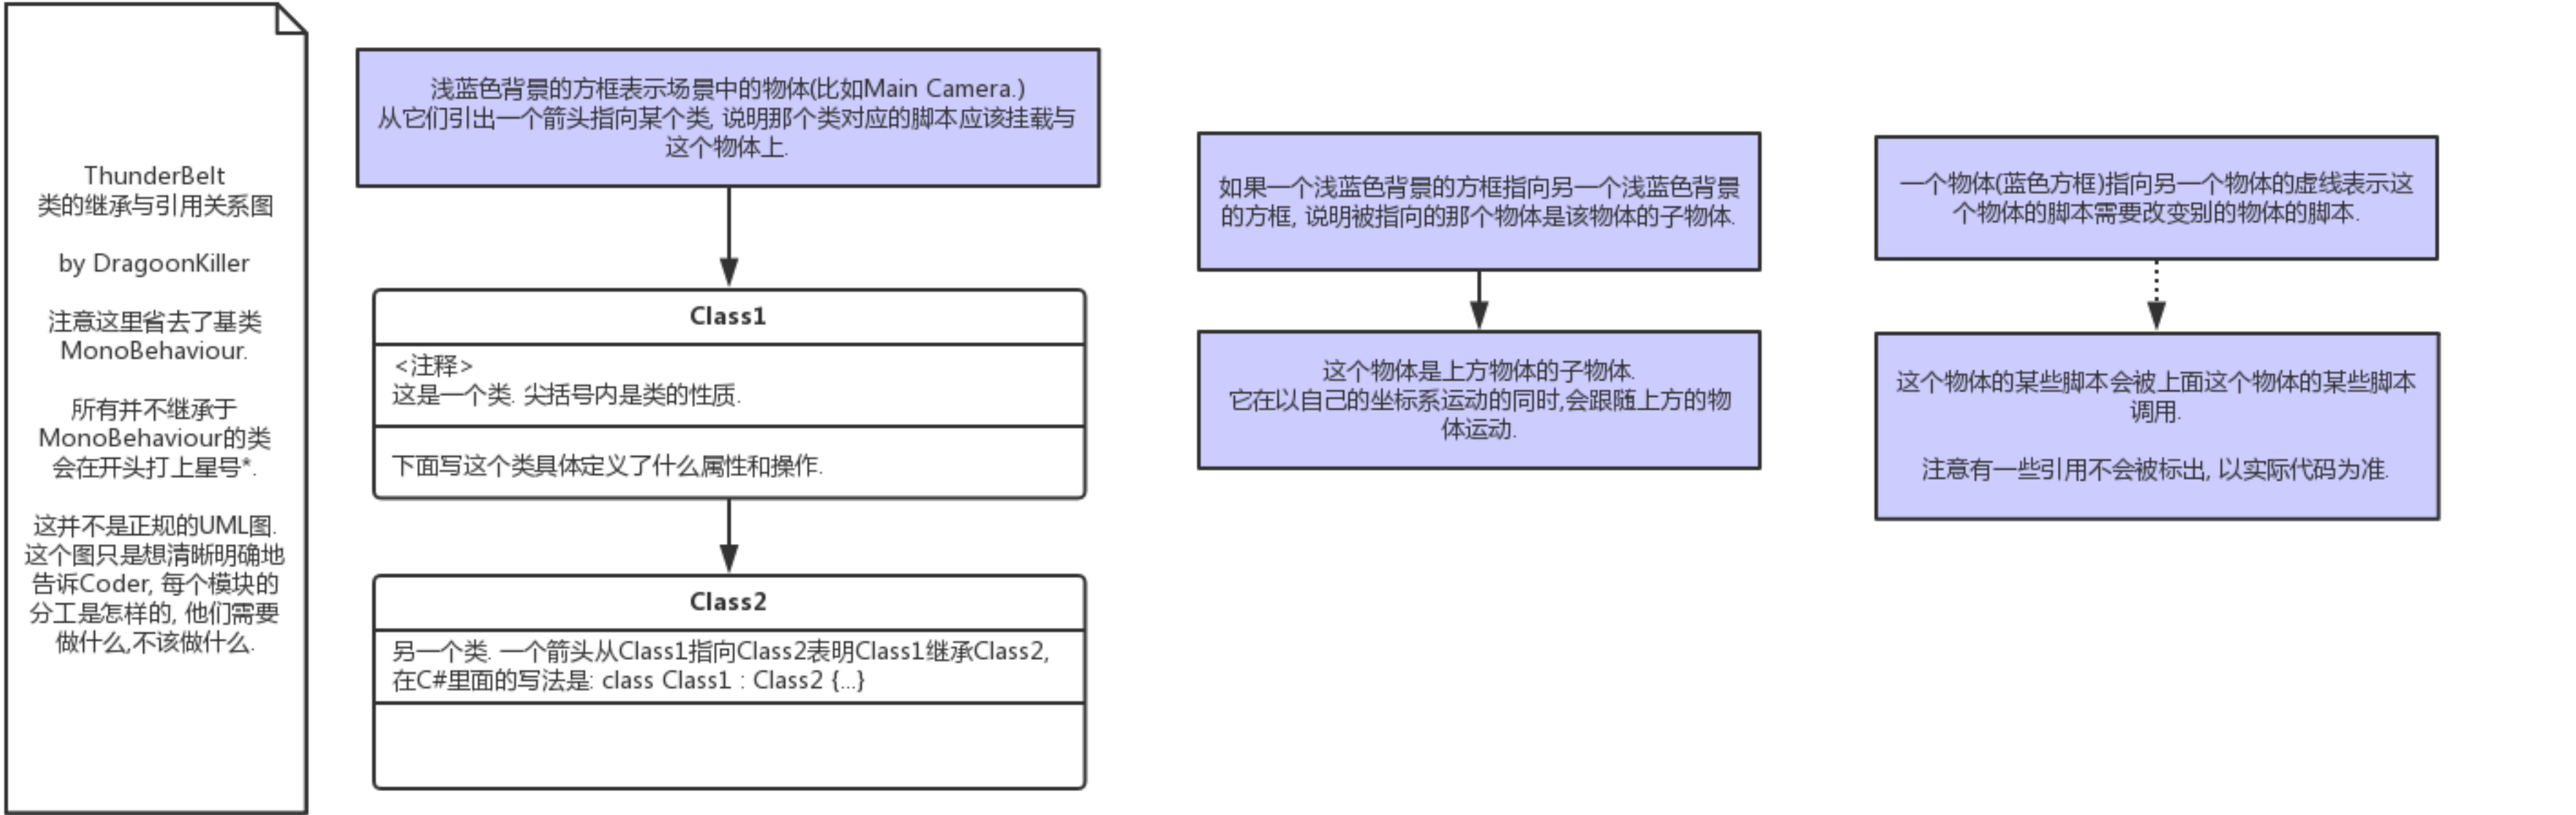 ThunderBelt
类的继承与引用关系图
by DragoonKiller
注意这里省去了基类
MonoBehaviour.
所有并不继承于
MonoBehaviour的类
会在开头打上星号*.
这并不是正规的UML图.
这个图只是想清晰明确地
告诉Coder, 每个模块的
分工是怎样的, 他们需要
做什么,不该做什么.
浅蓝色背景的方框表示场景中的物体(比如Main Camera.)
从它们引出一个箭头指向某个类, 说明那个类对应的脚本应该挂载与
这个物体上.
Class1
<注释>
这是一个类. 尖括号内是类的性质.
下面写这个类具体定义了什么属性和操作.
Class2
另一个类. 一个箭头从Class1指向Class2表明Class1继承Class2,
在C#里面的写法是: class Class1 : Class2 {...}
如果一个浅蓝色背景的方框指向另一个浅蓝色背景
的方框, 说明被指向的那个物体是该物体的子物体.
这个物体是上方物体的子物体.
它在以自己的坐标系运动的同时,会跟随上方的物
体运动.
一个物体(蓝色方框)指向另一个物体的虚线表示这
个物体的脚本需要改变别的物体的脚本.
这个物体的某些脚本会被上面这个物体的某些脚本
调用.
注意有一些引用不会被标出, 以实际代码为准.